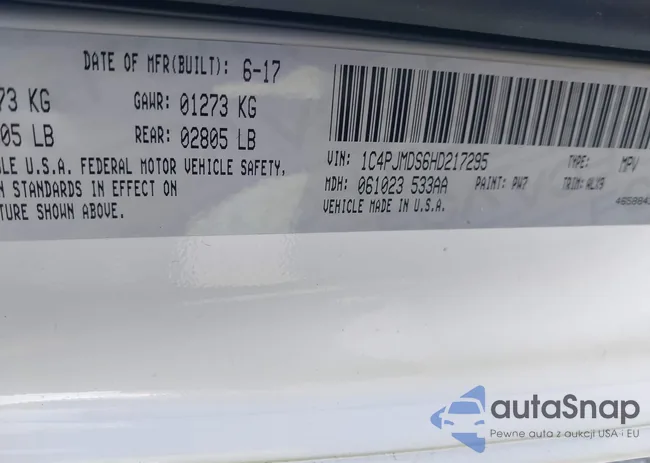 DATE OF MFR(BUILT): 6-17
73 KG GAWR: 01273 KG
05 LB REAR: 02805 LB
LE U.S.A. FEDERAL MOTOR VEHICLE SAFETY,
N STANDARDS IN EFFECT ON
TURE SHOWN ABOVE.
VIN: 1C4PJMDS6HD217295 TYPE: MPV
MDH: 061023 533AA PAINT: PW7 TRIM: ALX9
VEHICLE MADE IN U.S.A.
autaSnap
Pewne auta z aukcji USA i EU